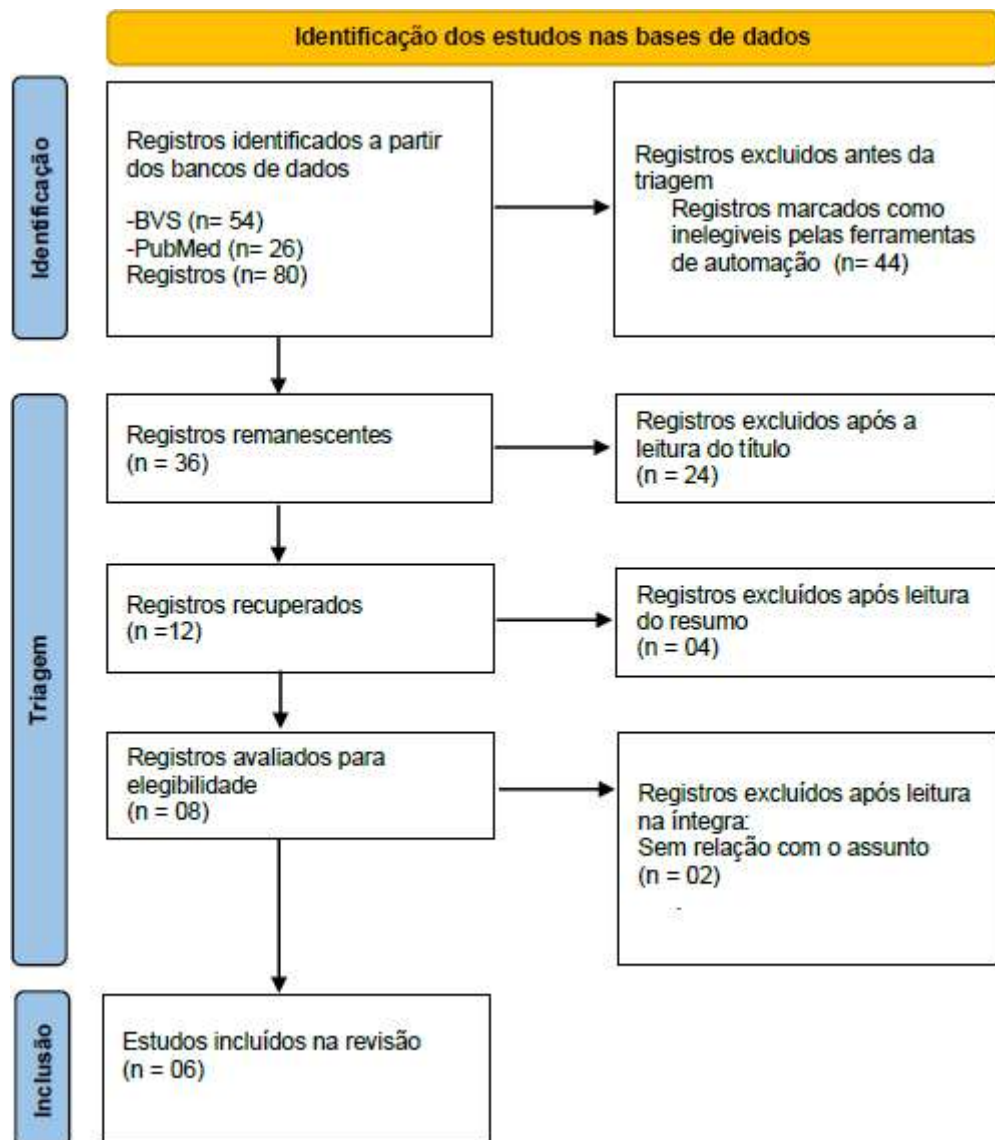 Identificação dos estudos nas bases de dados
Identificação
Registros identificados a partir
dos bancos de dados
-BVS (n= 54)
-PubMed (n= 26)
Registros (n= 80)
Registros excluidos antes da
triagem
Registros marcados como
inelegiveis pelas ferramentas
de automação (n= 44)
Triagem
Registros remanescentes
(n = 36)
Registros excluidos após a
leitura do título
(n = 24)
Registros recuperados
(n =12)
Registros excluídos após leitura
do resumo
(n = 04)
Registros avaliados para
elegibilidade
(n = 08)
Registros excluídos após leitura
na íntegra:
Sem relação com o assunto
(n = 02)
Inclusão
Estudos incluídos na revisão
(n = 06)